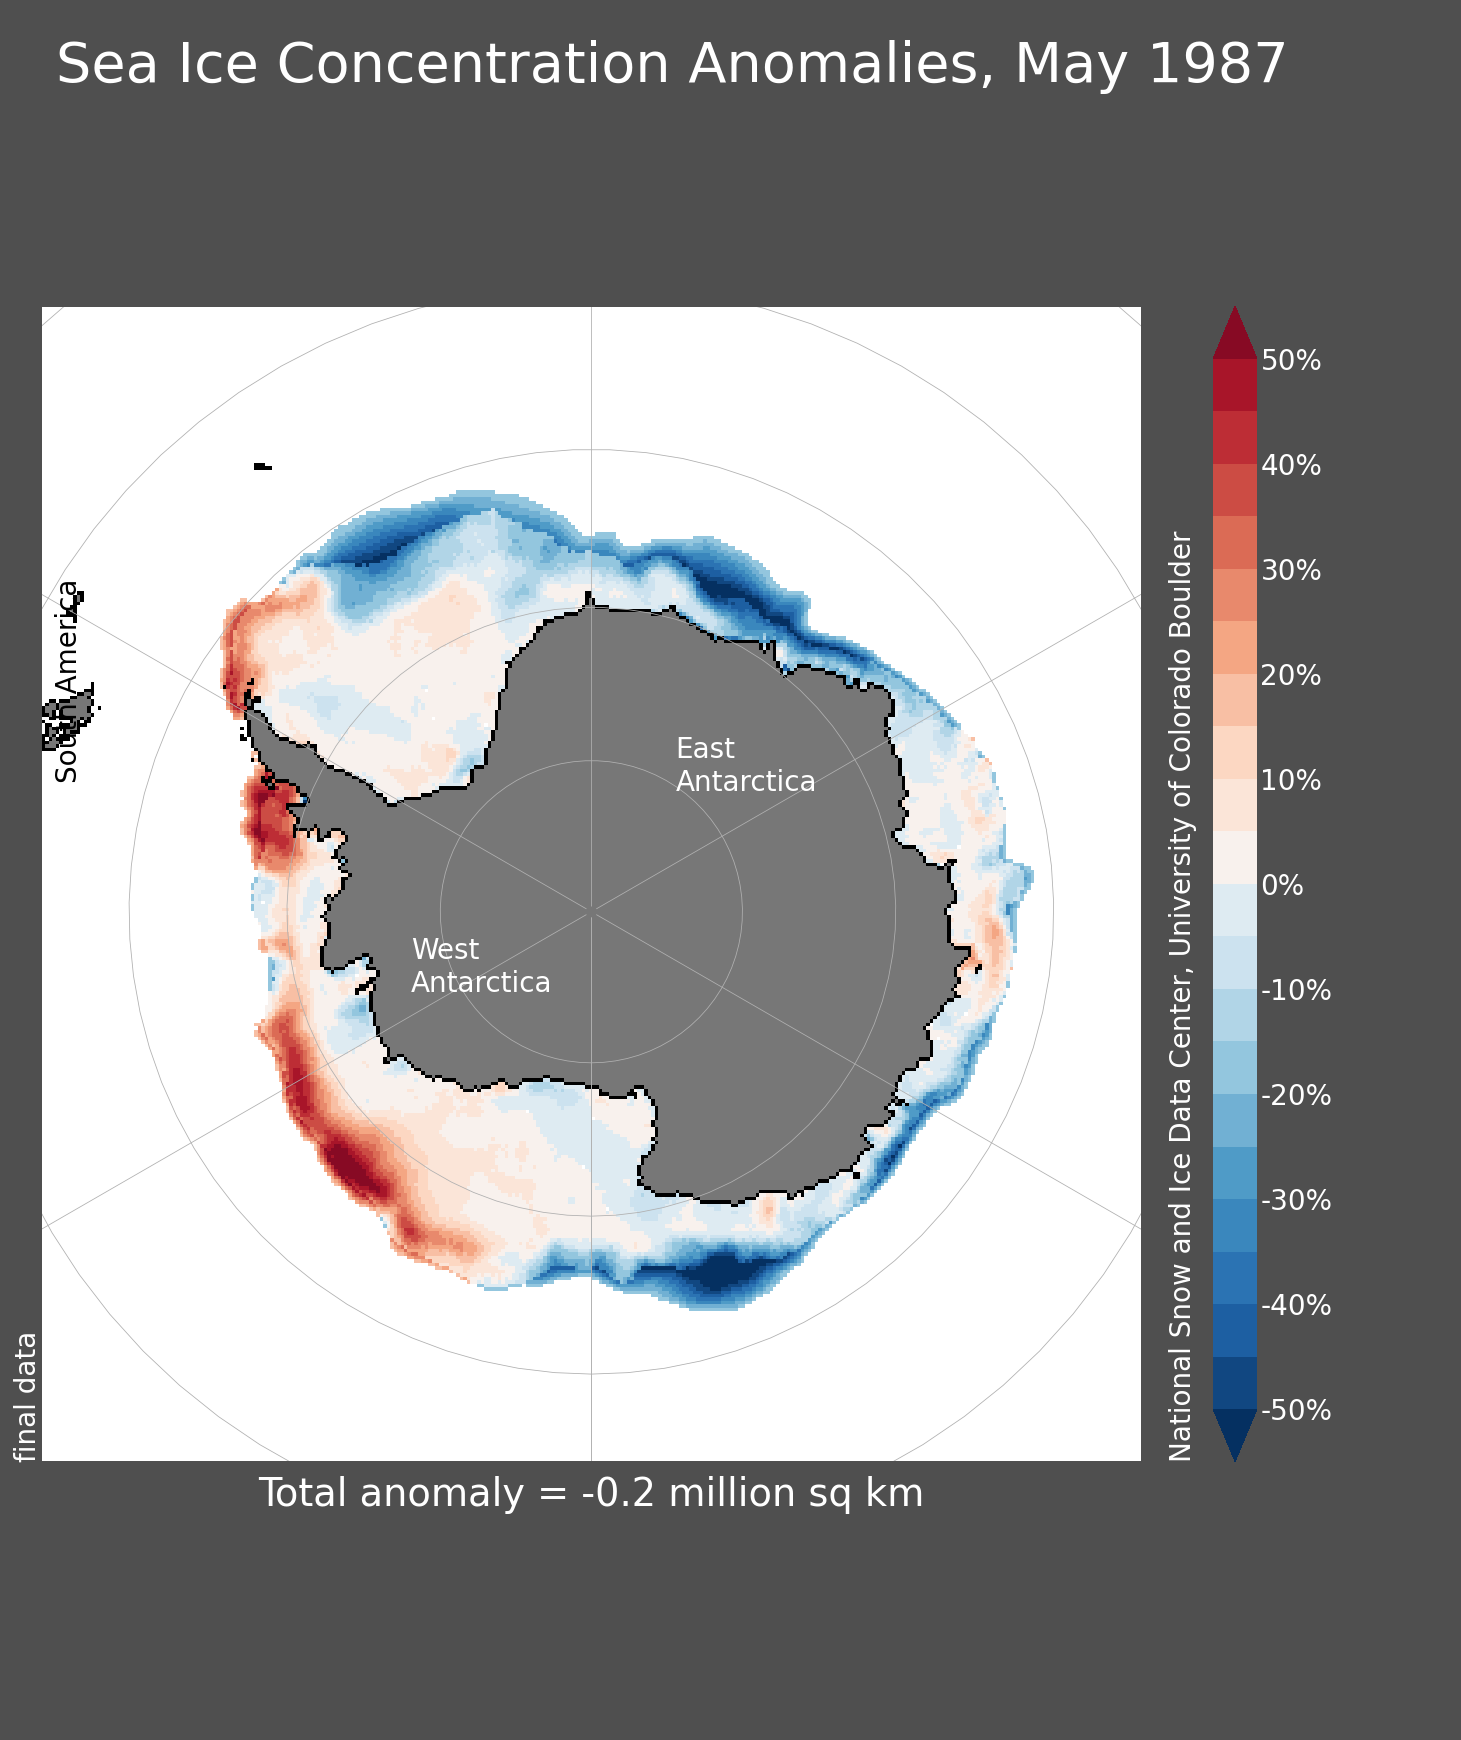 Sea Ice Concentration Anomalies, May 1987
South America
East
Antarctica
West
Antarctica
final data
National Snow and Ice Data Center, University of Colorado Boulder
50%
40%
30%
20%
10%
0%
-10%
-20%
-30%
-40%
-50%
Total anomaly = -0.2 million sq km